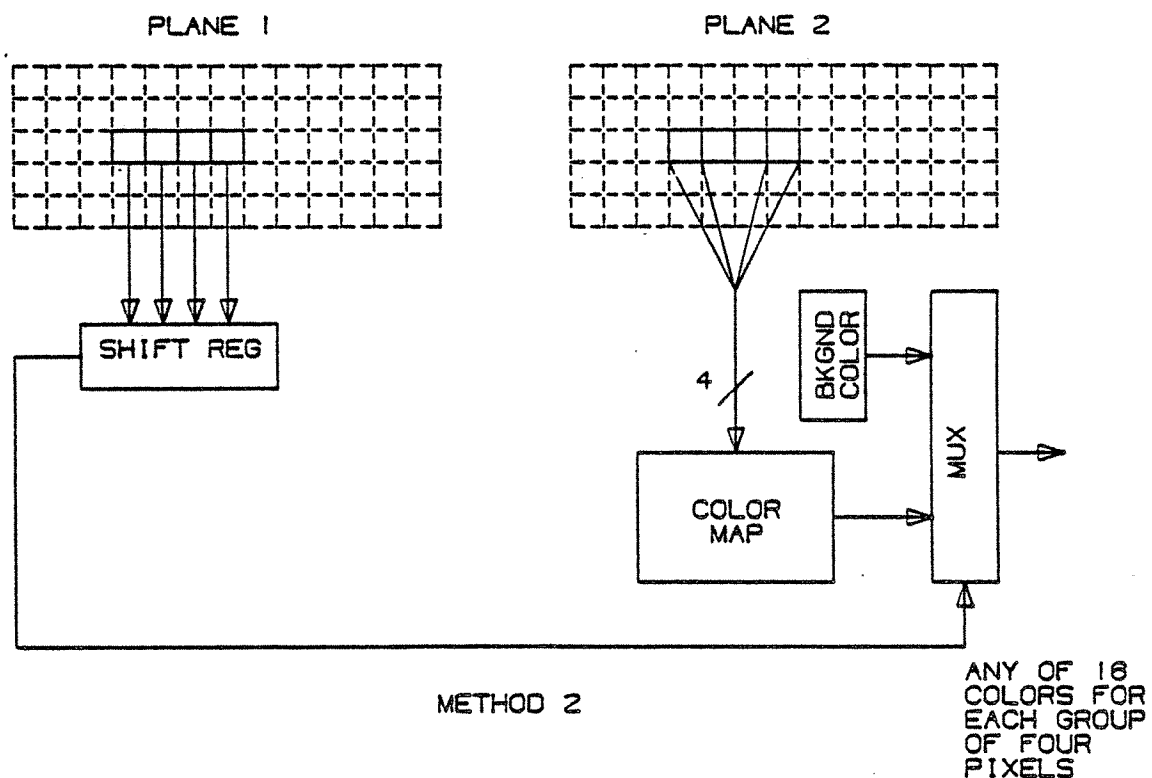 PLANE 1
PLANE 2
SHIFT REG
4
BKGND
COLOR
MUX
COLOR
MAP
METHOD 2
ANY OF 16
COLORS FOR
EACH GROUP
OF FOUR
PIXELS